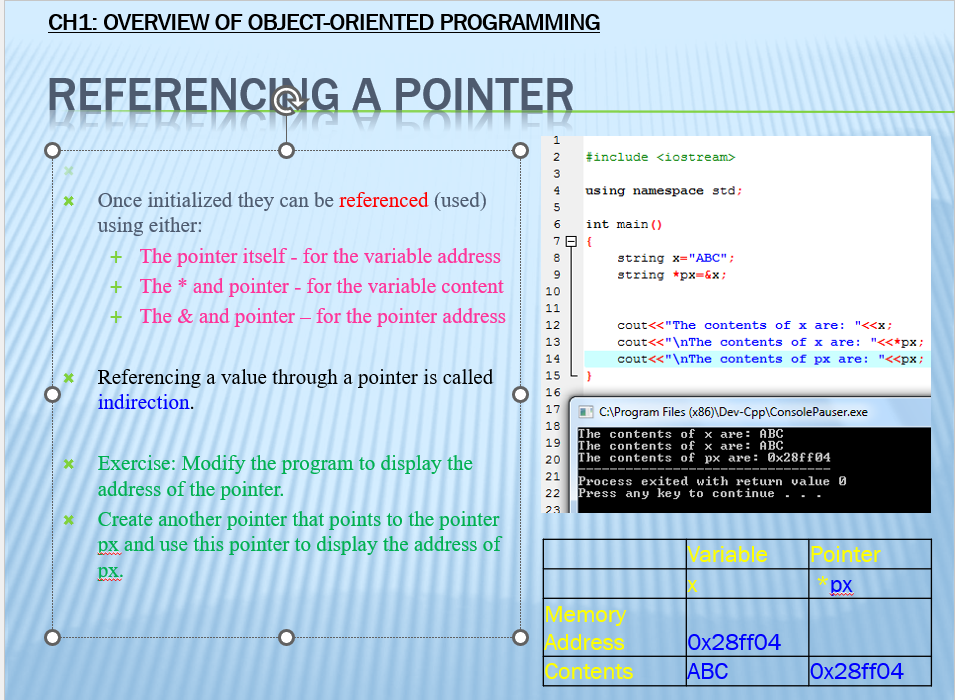 CH1: OVERVIEW OF OBJECT-ORIENTED PROGRAMMING
REFERENCING A POINTER
Once initialized they can be referenced (used)
using either:
The pointer itself - for the variable address
The * and pointer - for the variable content
The & and pointer – for the pointer address
Referencing a value through a pointer is called
indirection.
Exercise: Modify the program to display the
address of the pointer.
Create another pointer that points to the pointer
px and use this pointer to display the address of
px.
1
2 #include <iostream>
3
4 using namespace std;
5
6 int main()
7 {
8 string x="ABC";
9 string *px=&x;
10
11
12 cout<<"The contents of x are: "<<x;
13 cout<<"\nThe contents of x are: "<<*px;
14 cout<<"\nThe contents of px are: "<<px;
15 }
16
17
18
19
20
21
22
23
C:\Program Files (x86)\Dev-Cpp\ConsolePauser.exe
The contents of x are: ABC
The contents of x are: ABC
The contents of px are: 0x28ff04
--------------------------------
Process exited with return value 0
Press any key to continue . . .
Variable Pointer
x *px
Memory
Address 0x28ff04
Contents ABC 0x28ff04